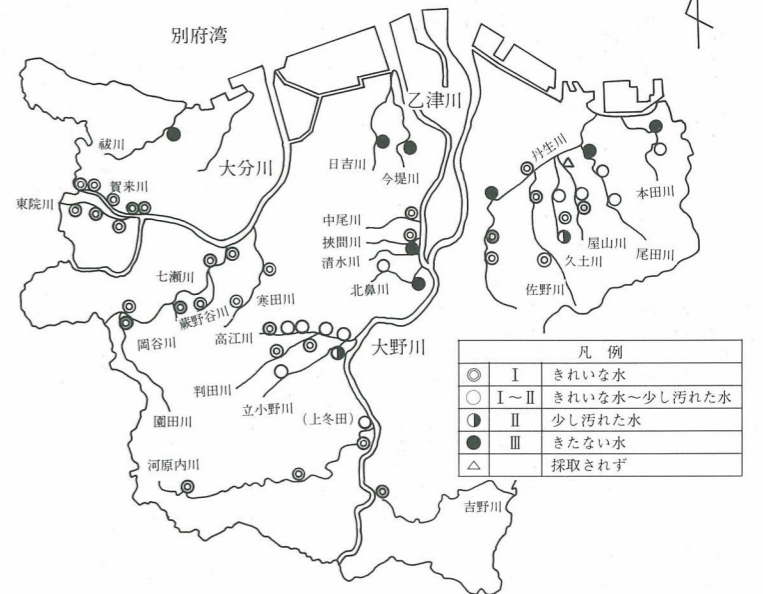 別府湾
乙津川
祓川
大分川
日吉川
今堤川
丹生川
本田川
賀来川
東院川
中尾川
挾間川
清水川
北鼻川
屋山川
尾田川
久土川
佐野川
七瀬川
寒田川
蔵野谷川
岡谷川
高江川
大野川
判田川
立小野川
園田川
(上冬田)
河原内川
吉野川
凡例
◎ Ⅰ きれいな水
○ Ⅰ～Ⅱ きれいな水～少し汚れた水
◑ Ⅱ 少し汚れた水
● Ⅲ きたない水
△ 採取されず